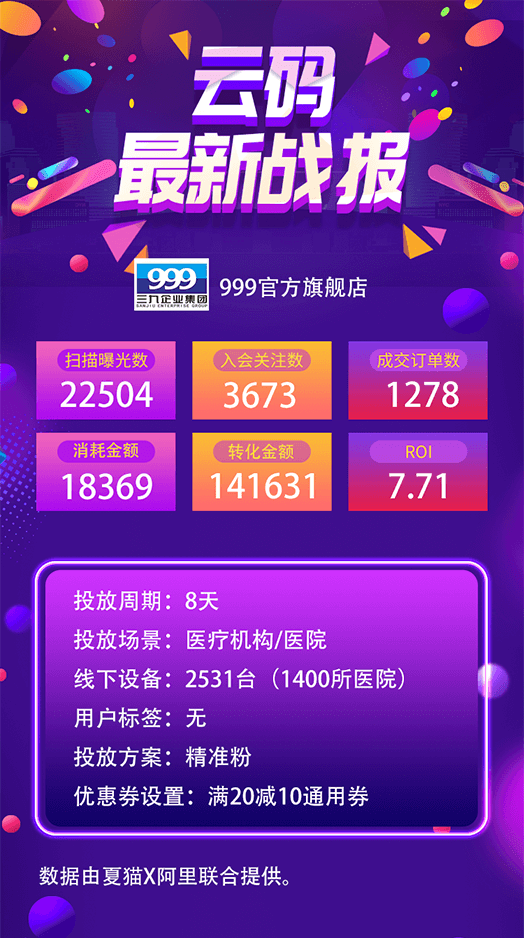 云码
最新战报
999
三九企业集团
SANJIU ENTERPRISE GROUP
999官方旗舰店
扫描曝光数
22504
入会关注数
3673
成交订单数
1278
消耗金额
18369
转化金额
141631
ROI
7.71
投放周期：8天
投放场景：医疗机构/医院
线下设备：2531台（1400所医院）
用户标签：无
投放方案：精准粉
优惠券设置：满20减10通用券
数据由夏猫X阿里联合提供。